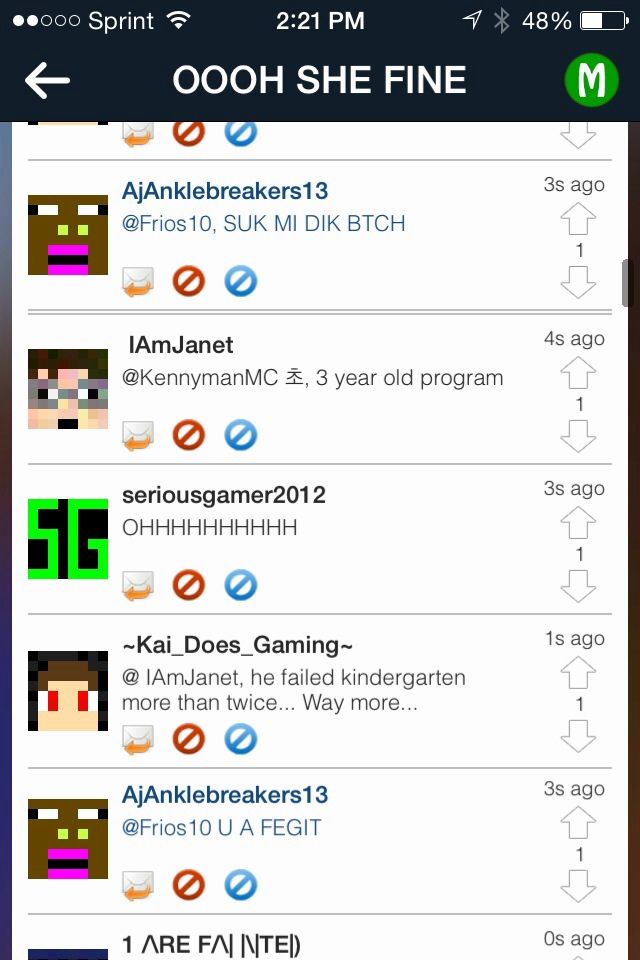 Sprint 2:21 PM 48%
OOOH SHE FINE M
AjAnklebreakers13 3s ago
@Frios10, SUK MI DIK BTCH
1
IAmJanet 4s ago
@KennymanMC 초, 3 year old program
1
SG
seriousgamer2012 3s ago
OHHHHHHHHHH
1
~Kai_Does_Gaming~ 1s ago
@ IAmJanet, he failed kindergarten
more than twice... Way more...
1
AjAnklebreakers13 3s ago
@Frios10 U A FEGIT
1
1 /\RE F/\| |\|TE|) 0s ago